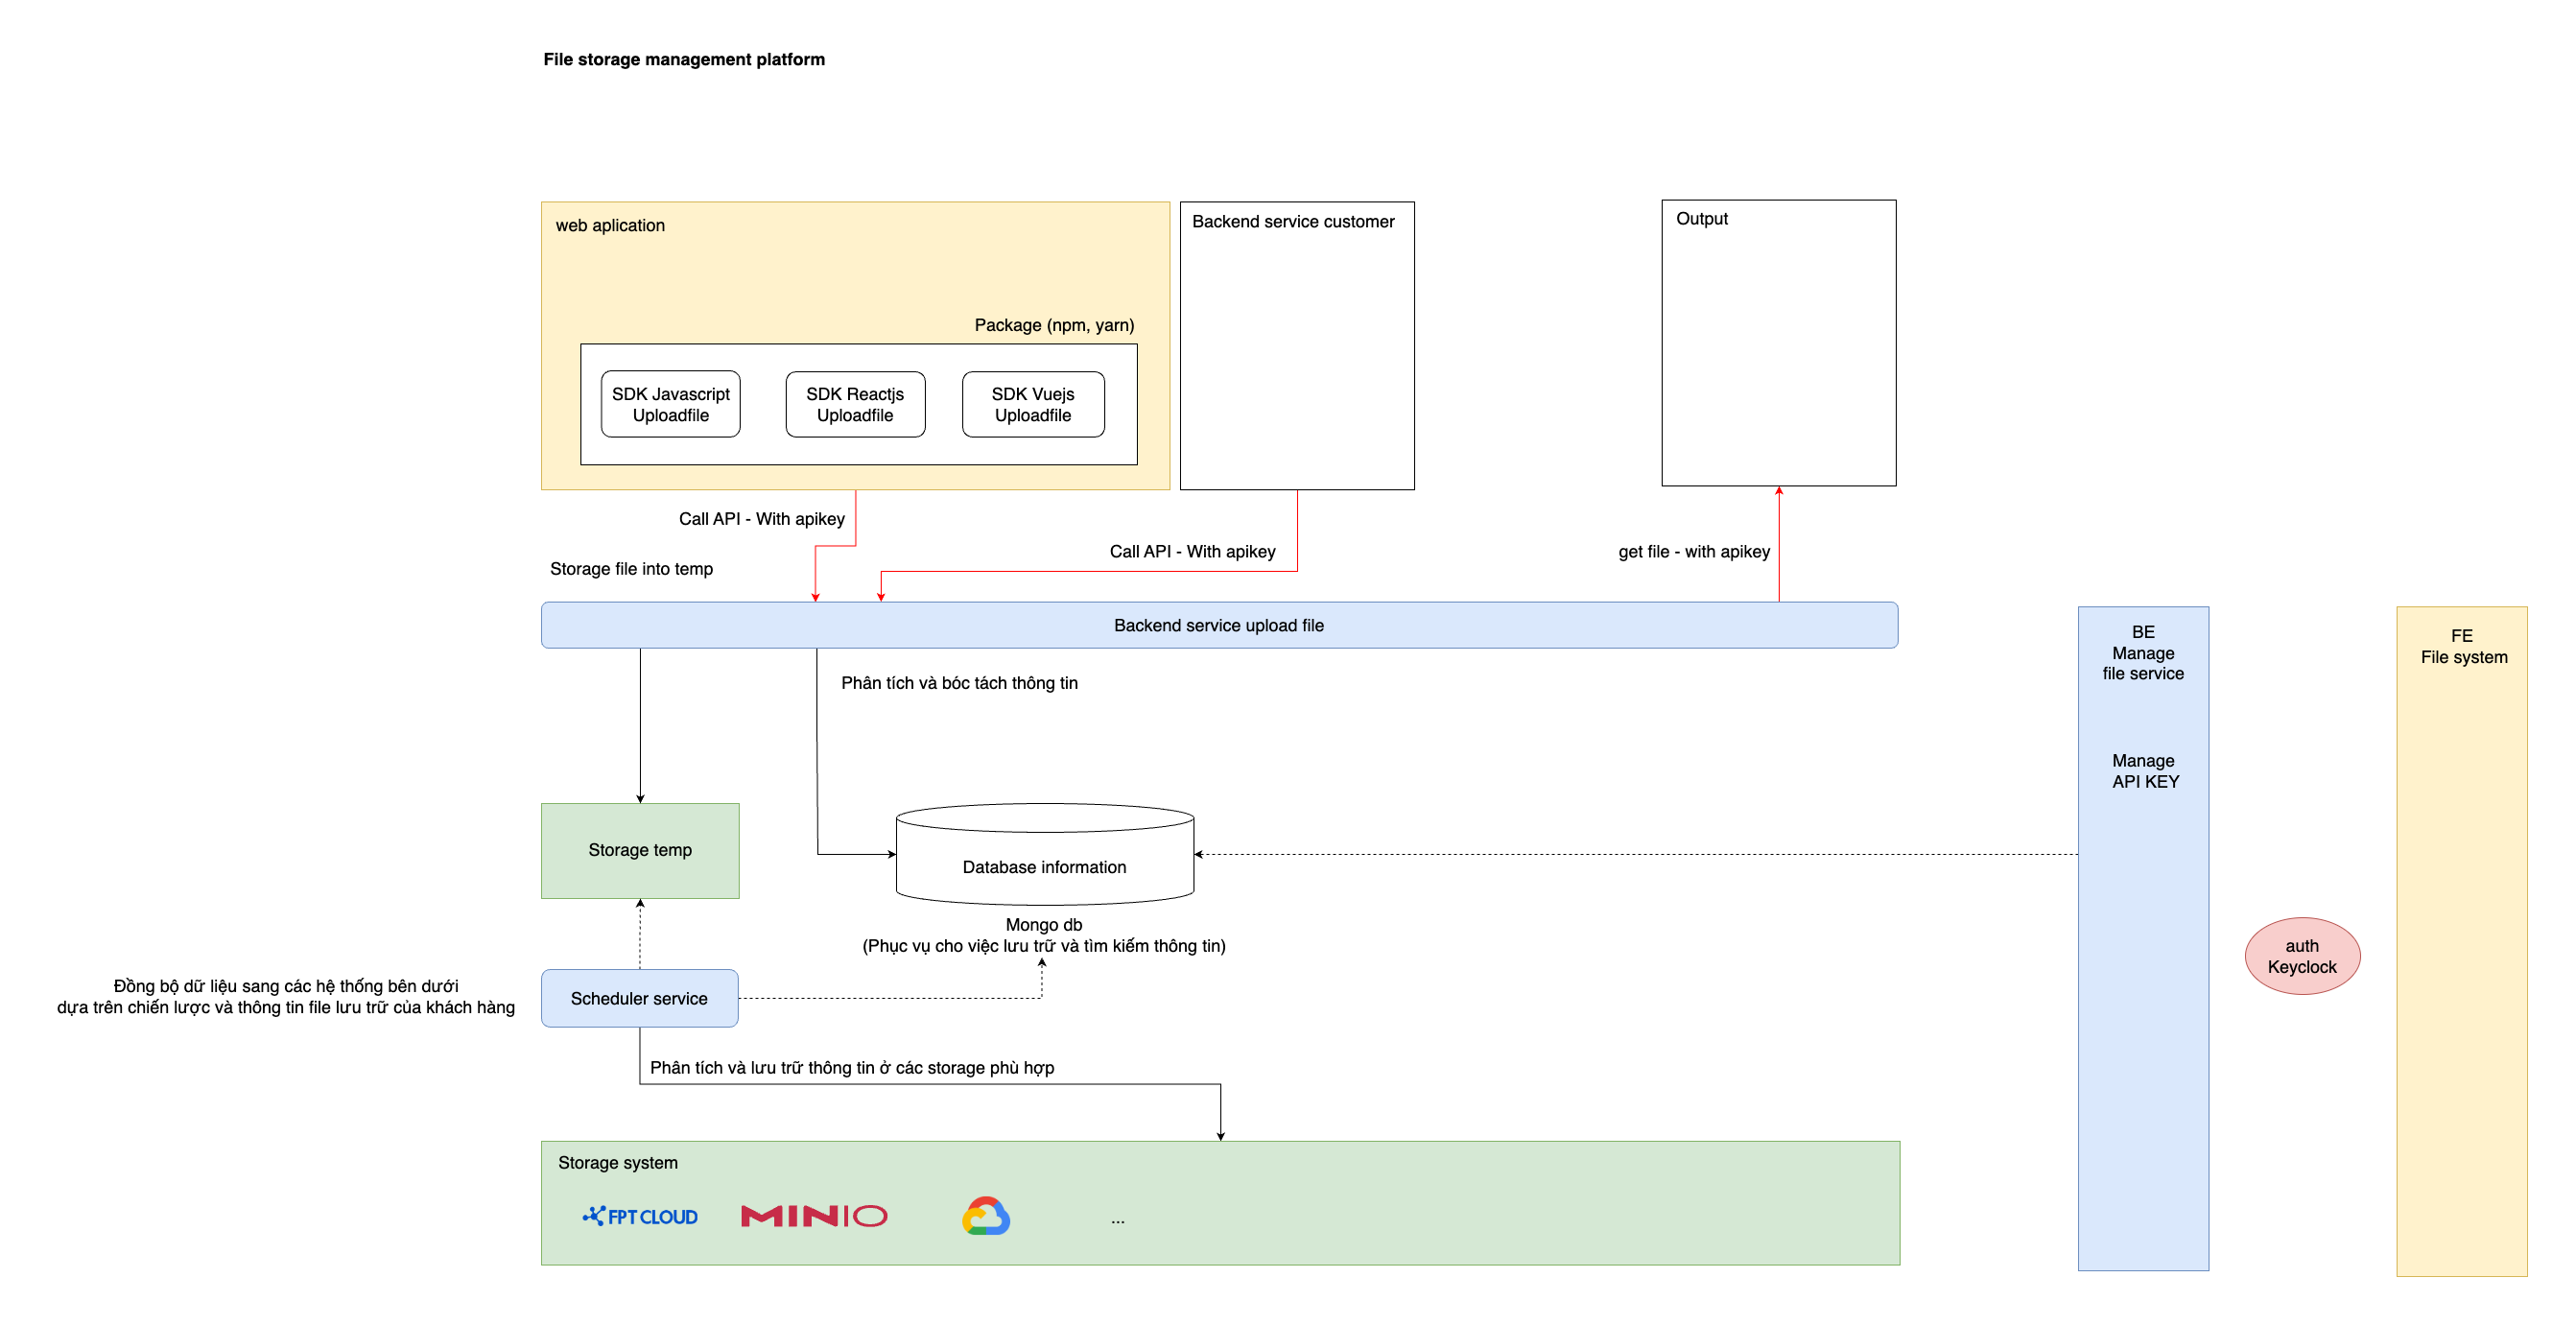 File storage management platform
web aplication
Package (npm, yarn)
SDK Javascript
Uploadfile
SDK Reactjs
Uploadfile
SDK Vuejs
Uploadfile
Backend service customer
Output
Call API - With apikey
Storage file into temp
Call API - With apikey
get file - with apikey
Backend service upload file
Phân tích và bóc tách thông tin
Storage temp
Database information
Mongo db
(Phục vụ cho việc lưu trữ và tìm kiếm thông tin)
Đồng bộ dữ liệu sang các hệ thống bên dưới
dựa trên chiến lược và thông tin file lưu trữ của khách hàng
Scheduler service
Phân tích và lưu trữ thông tin ở các storage phù hợp
Storage system
FPT CLOUD
MINIO
...
BE
Manage
file service
Manage
API KEY
auth
Keyclock
FE
File system